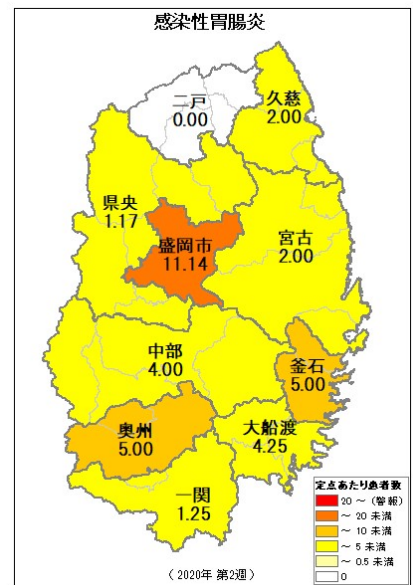 感染性胃腸炎
二戸
0.00
久慈
2.00
県央
1.17
盛岡市
11.14
宮古
2.00
中部
4.00
釜石
5.00
奥州
5.00
大船渡
4.25
一関
1.25
定点あたり患者数
20 ~ (警報)
~ 20 未満
~ 10 未満
~ 5 未満
~ 0.5 未満
0
(2020年 第2週)